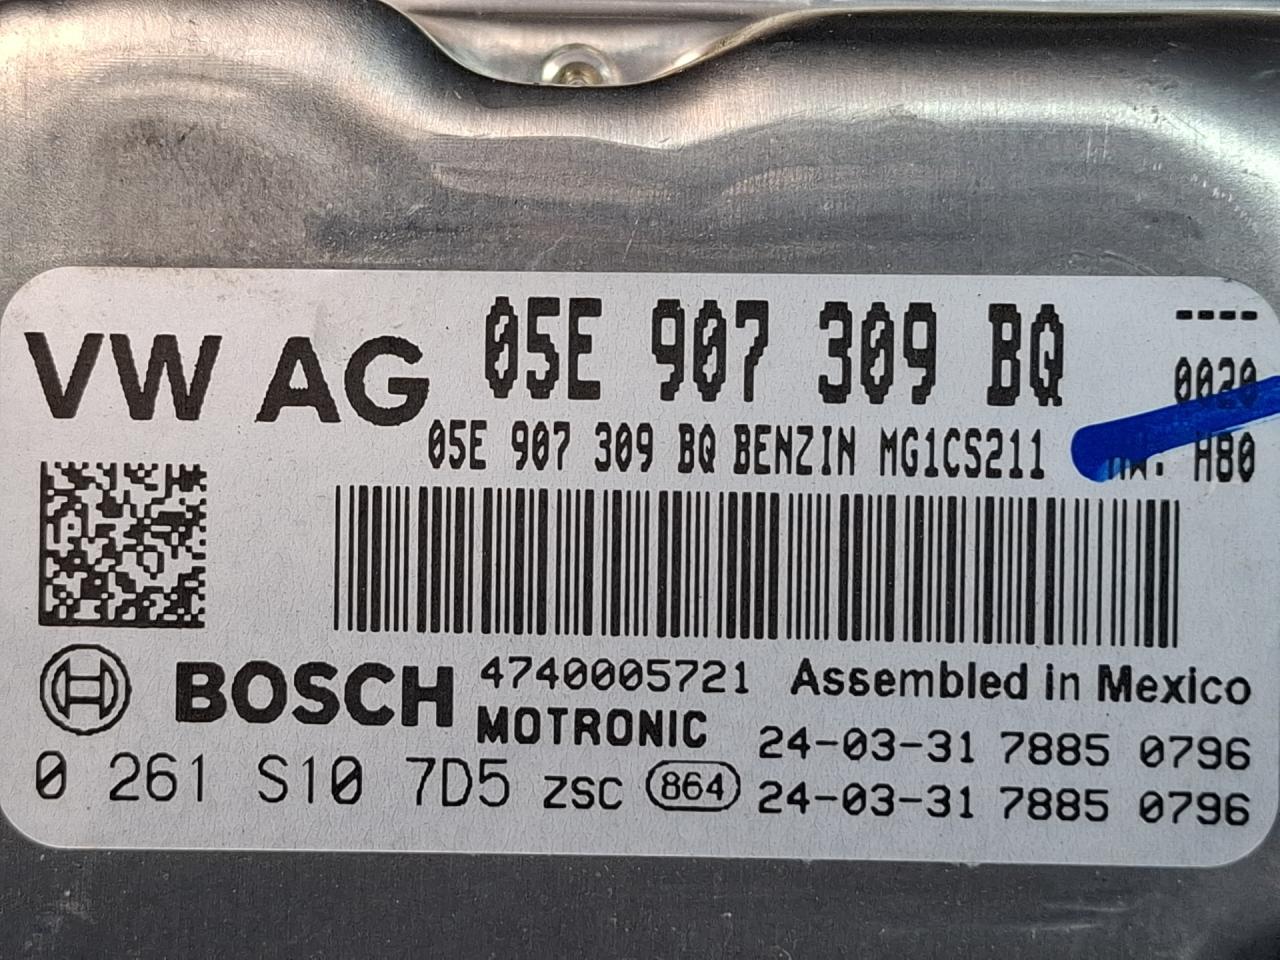 VW AG 05E 907 309 BQ ----
0020
05E 907 309 BQ BENZIN MG1CS211 HW: H80
BOSCH 4740005721 Assembled in Mexico
MOTRONIC 24-03-31 7885 0796
0 261 S10 7D5 ZSC 864 24-03-31 7885 0796